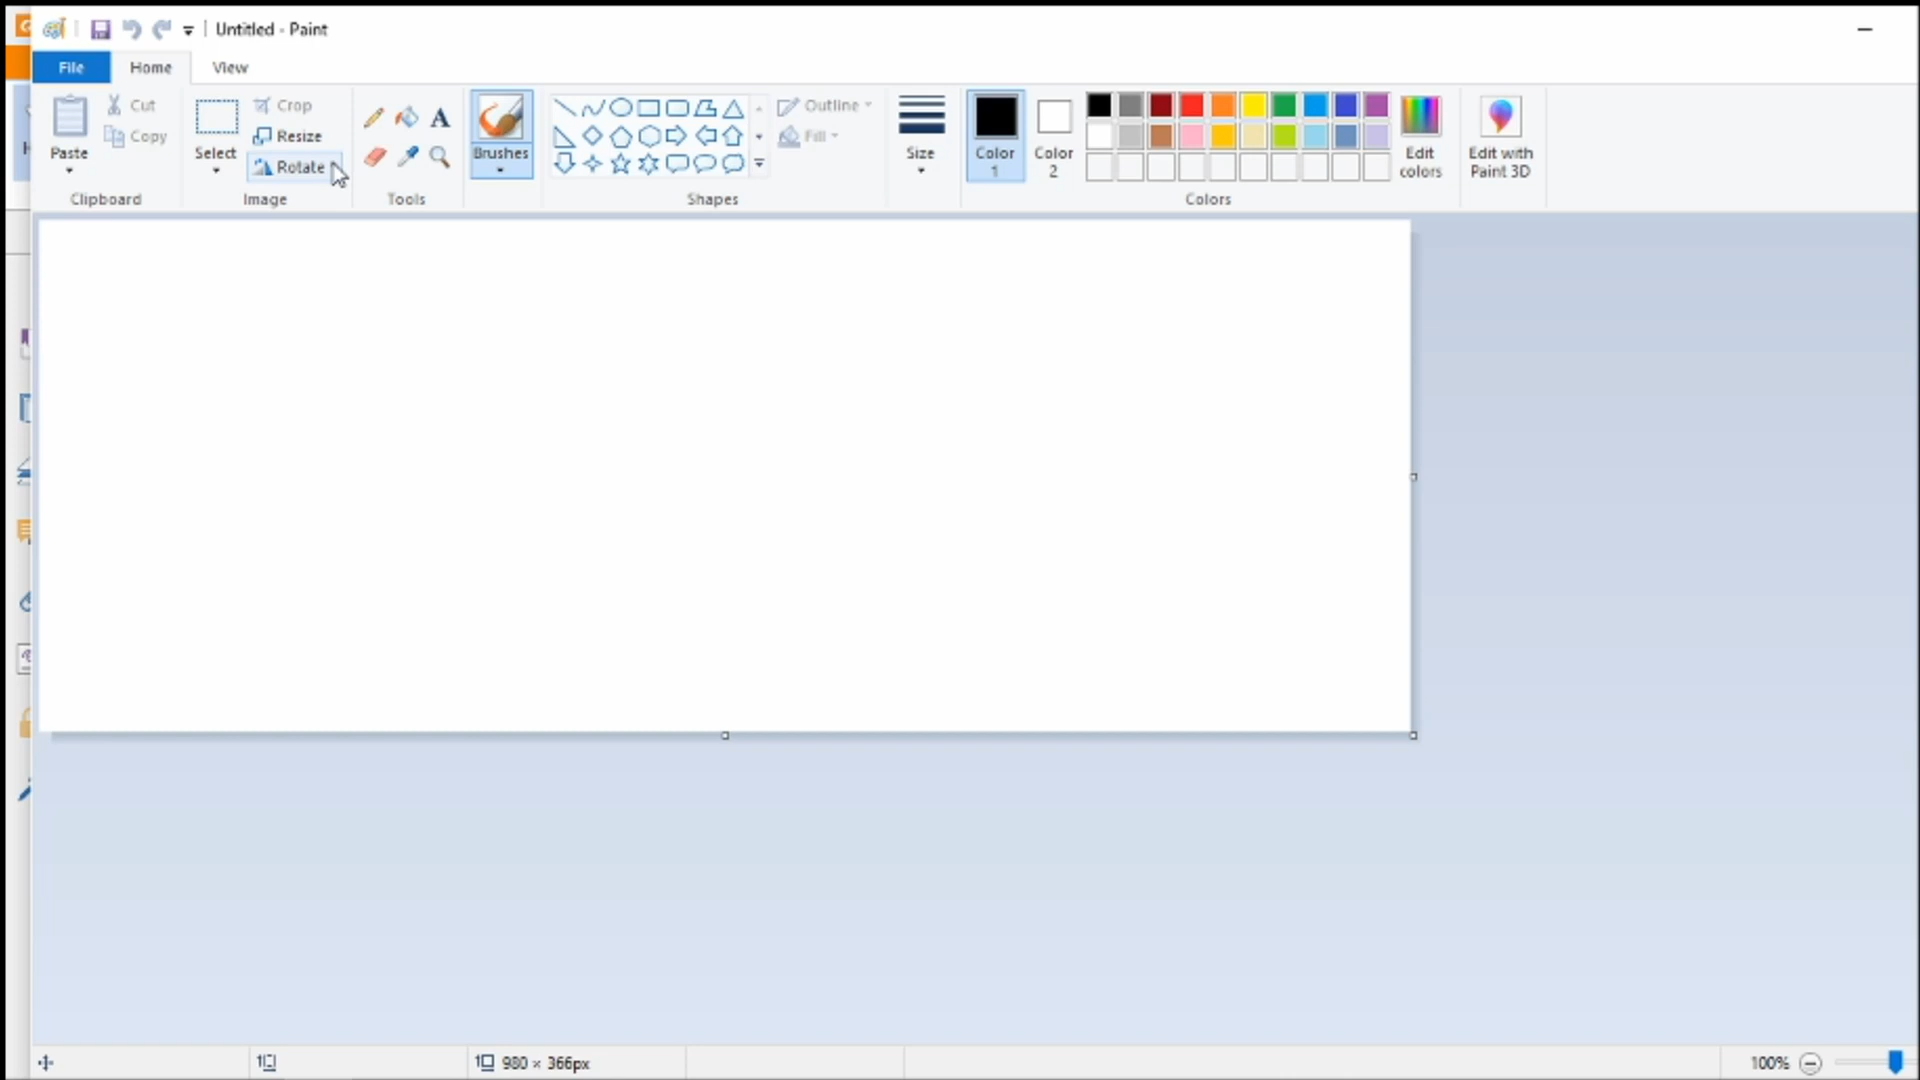 Untitled - Paint
File Home View
Paste
Cut
Copy
Clipboard
Select
Crop
Resize
Rotate
Image
A
Tools
Brushes
Shapes
Outline
Fill
Size
Color
1
Color
2
Colors
Edit
colors
Edit with
Paint 3D
980 × 366px
100%